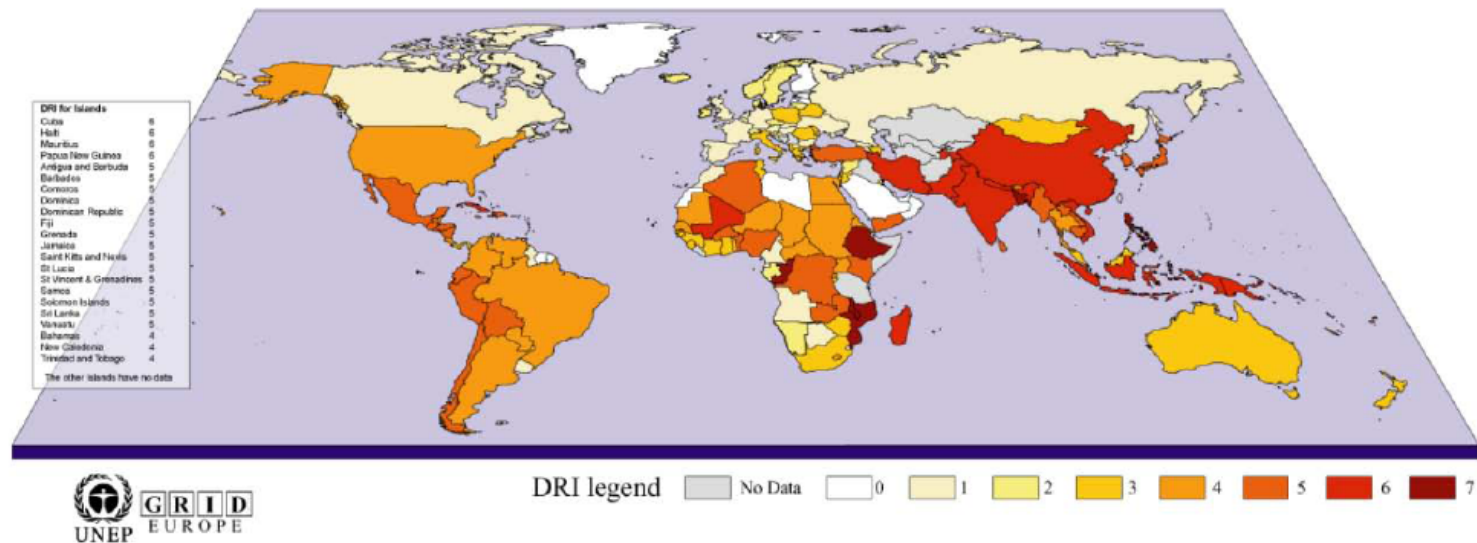 DRI for Islands
Cuba 6
Haiti 6
Mauritius 6
Papua New Guinea 6
Antigua and Barbuda 5
Barbados 5
Comoros 5
Dominica 5
Dominican Republic 5
Fiji 5
Grenada 5
Jamaica 5
Saint Kitts and Nevis 5
St Lucia 5
St Vincent & Grenadines 5
Samoa 5
Solomon Islands 5
Sri Lanka 5
Vanuatu 5
Bahamas 4
New Caledonia 4
Trinidad and Tobago 4
The other islands have no data
UNEP
GRID
EUROPE
DRI legend No Data 0 1 2 3 4 5 6 7